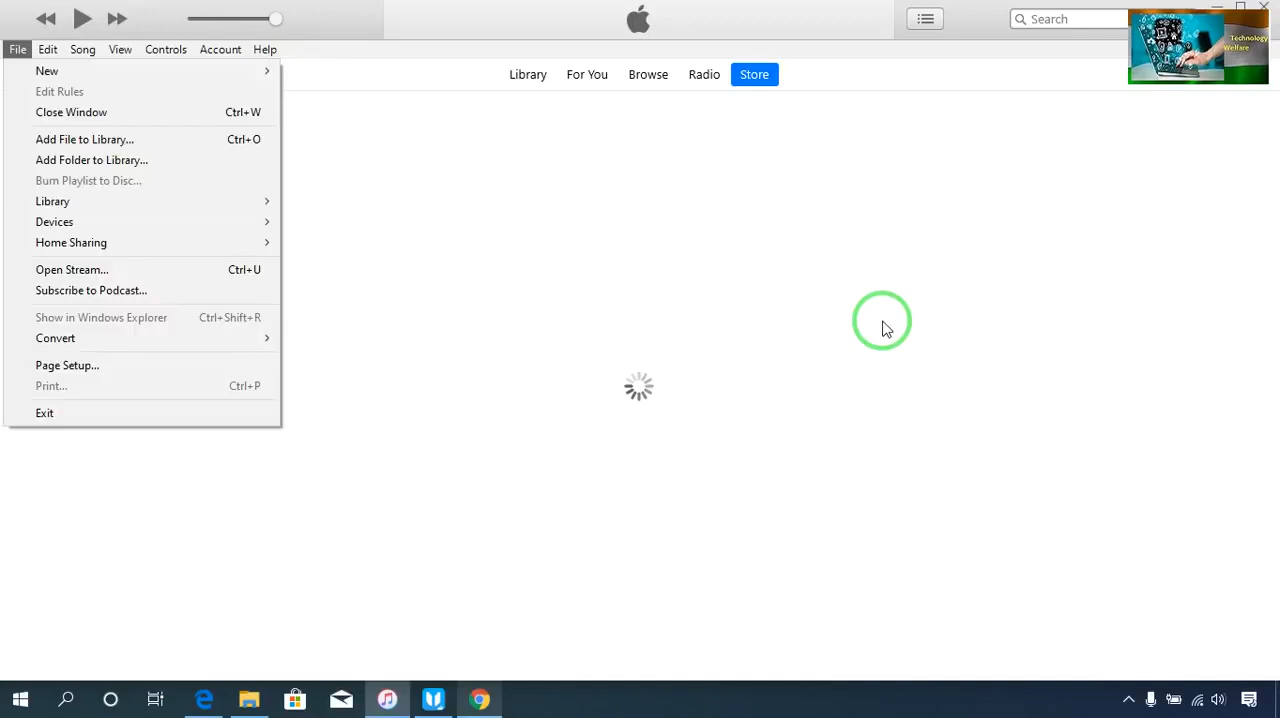 Search
Technology
Welfare
File Edit Song View Controls Account Help
Library For You Browse Radio Store
New
Edit Rules
Close Window Ctrl+W
Add File to Library... Ctrl+O
Add Folder to Library...
Burn Playlist to Disc...
Library
Devices
Home Sharing
Open Stream... Ctrl+U
Subscribe to Podcast...
Show in Windows Explorer Ctrl+Shift+R
Convert
Page Setup...
Print... Ctrl+P
Exit